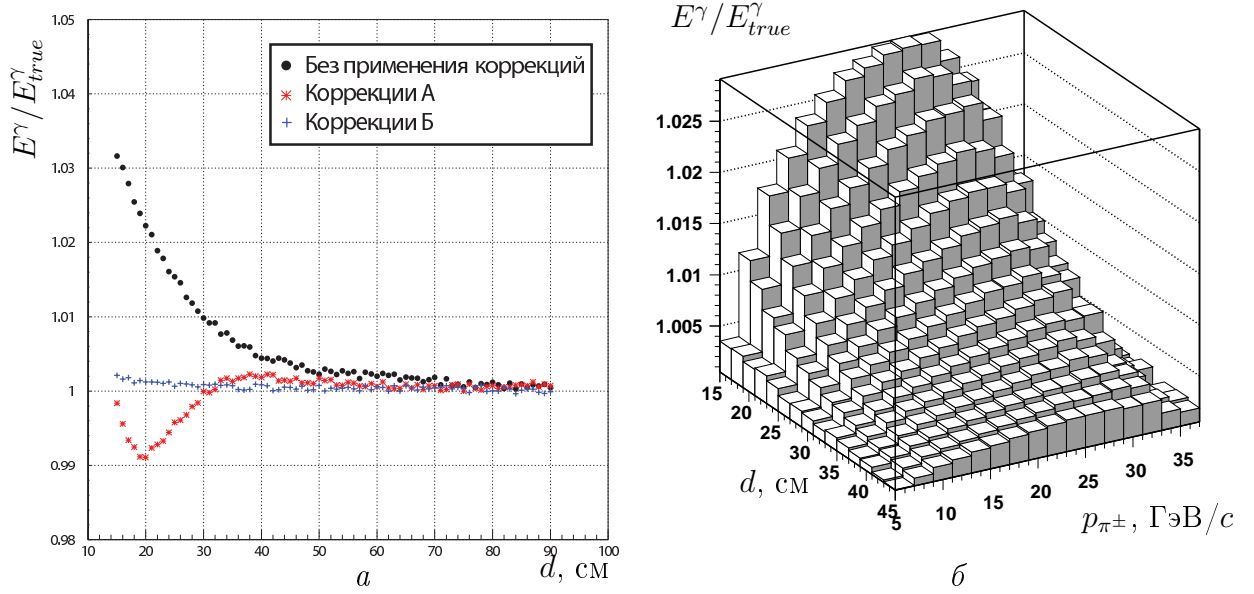 E^γ/E^γ_true
1.05
1.04
1.03
1.02
1.01
1
0.99
0.98
10 20 30 40 50 60 70 80 90 100
Без применения коррекций
Коррекции А
Коррекции Б
d, см
а
E^γ/E^γ_true
1.025
1.02
1.015
1.01
1.005
15 20 25 30 35 40 45
d, см
5 10 15 20 25 30 35
p_π±, ГэВ/c
б